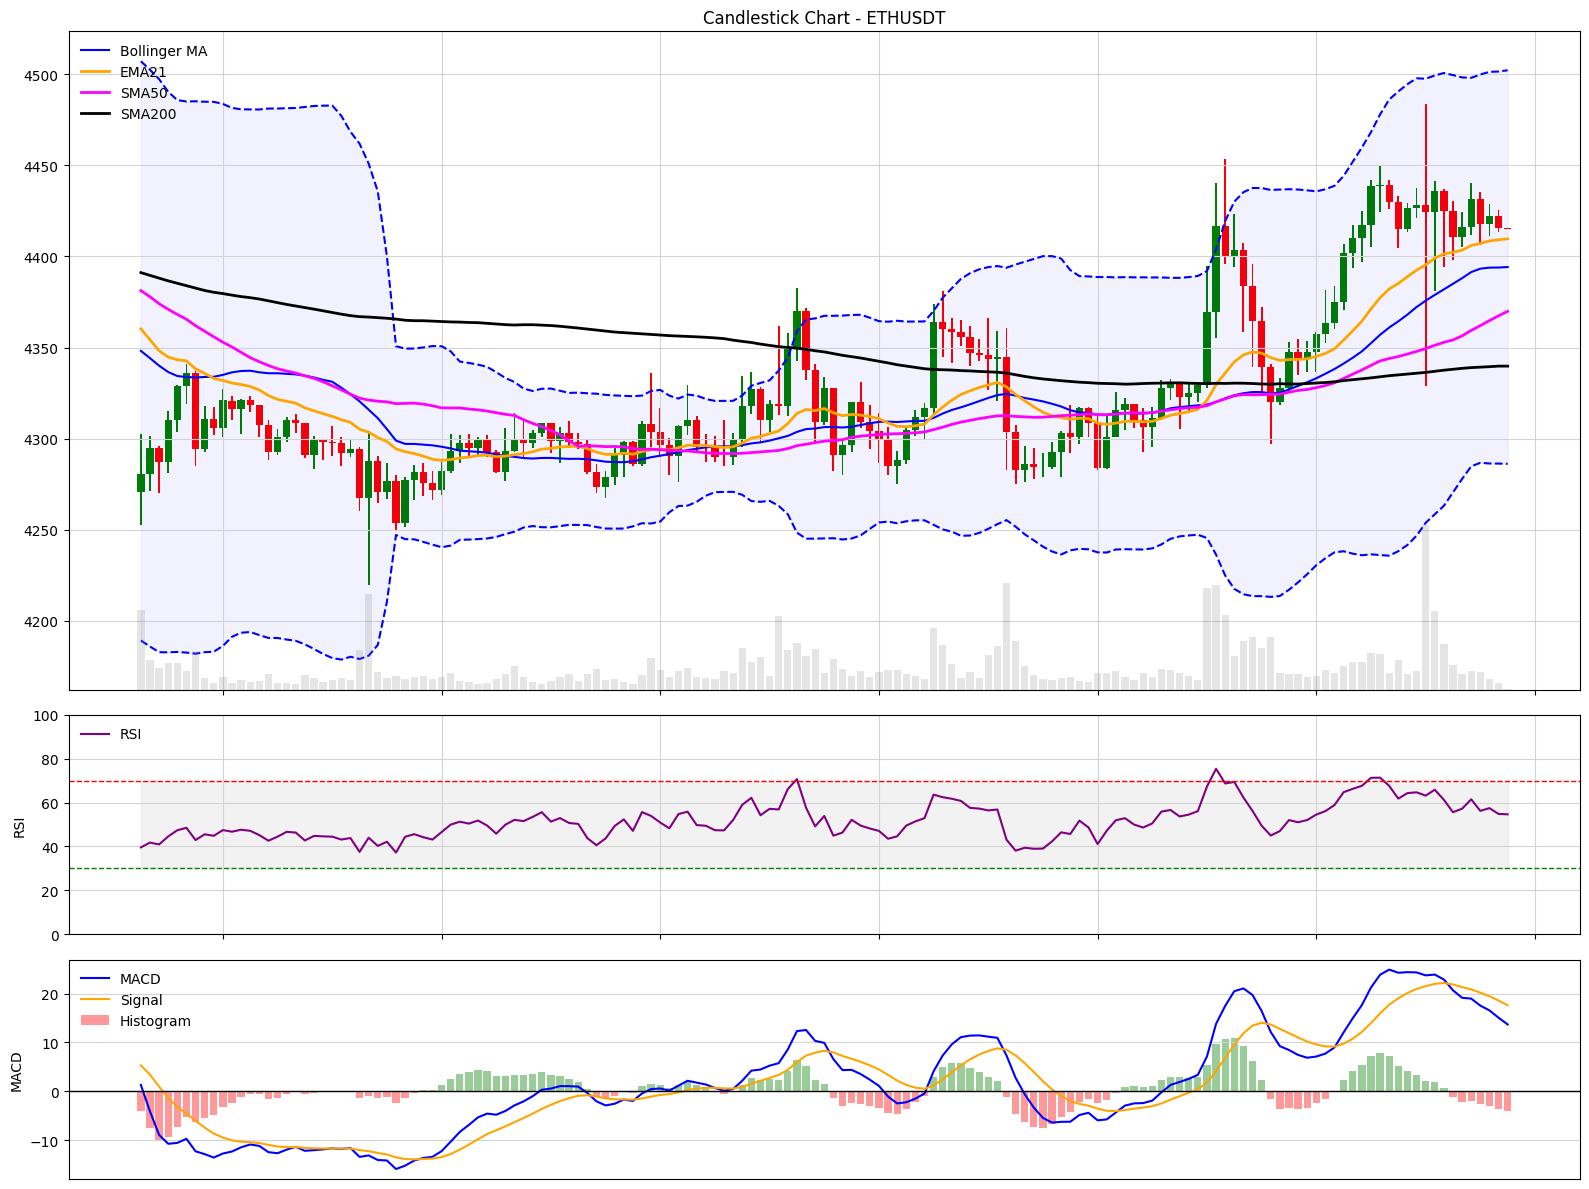 Candlestick Chart - ETHUSDT
Bollinger MA
EMA21
SMA50
SMA200
4500
4450
4400
4350
4300
4250
4200
RSI
100
80
60
40
20
0
RSI
MACD
Signal
Histogram
20
10
0
−10
MACD